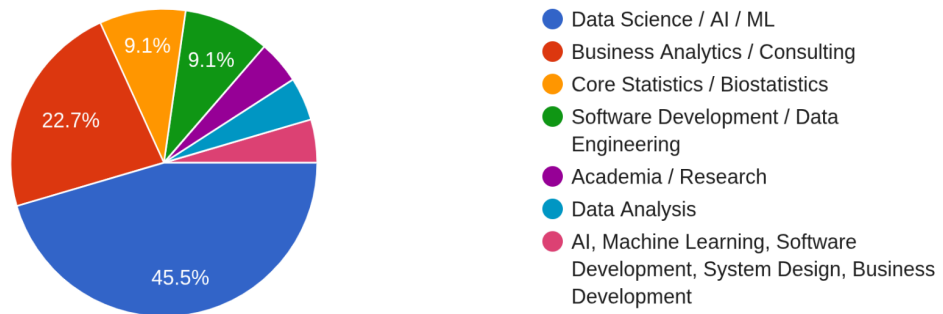 9.1%
9.1%
22.7%
45.5%
Data Science / AI / ML
Business Analytics / Consulting
Core Statistics / Biostatistics
Software Development / Data
Engineering
Academia / Research
Data Analysis
AI, Machine Learning, Software
Development, System Design, Business
Development